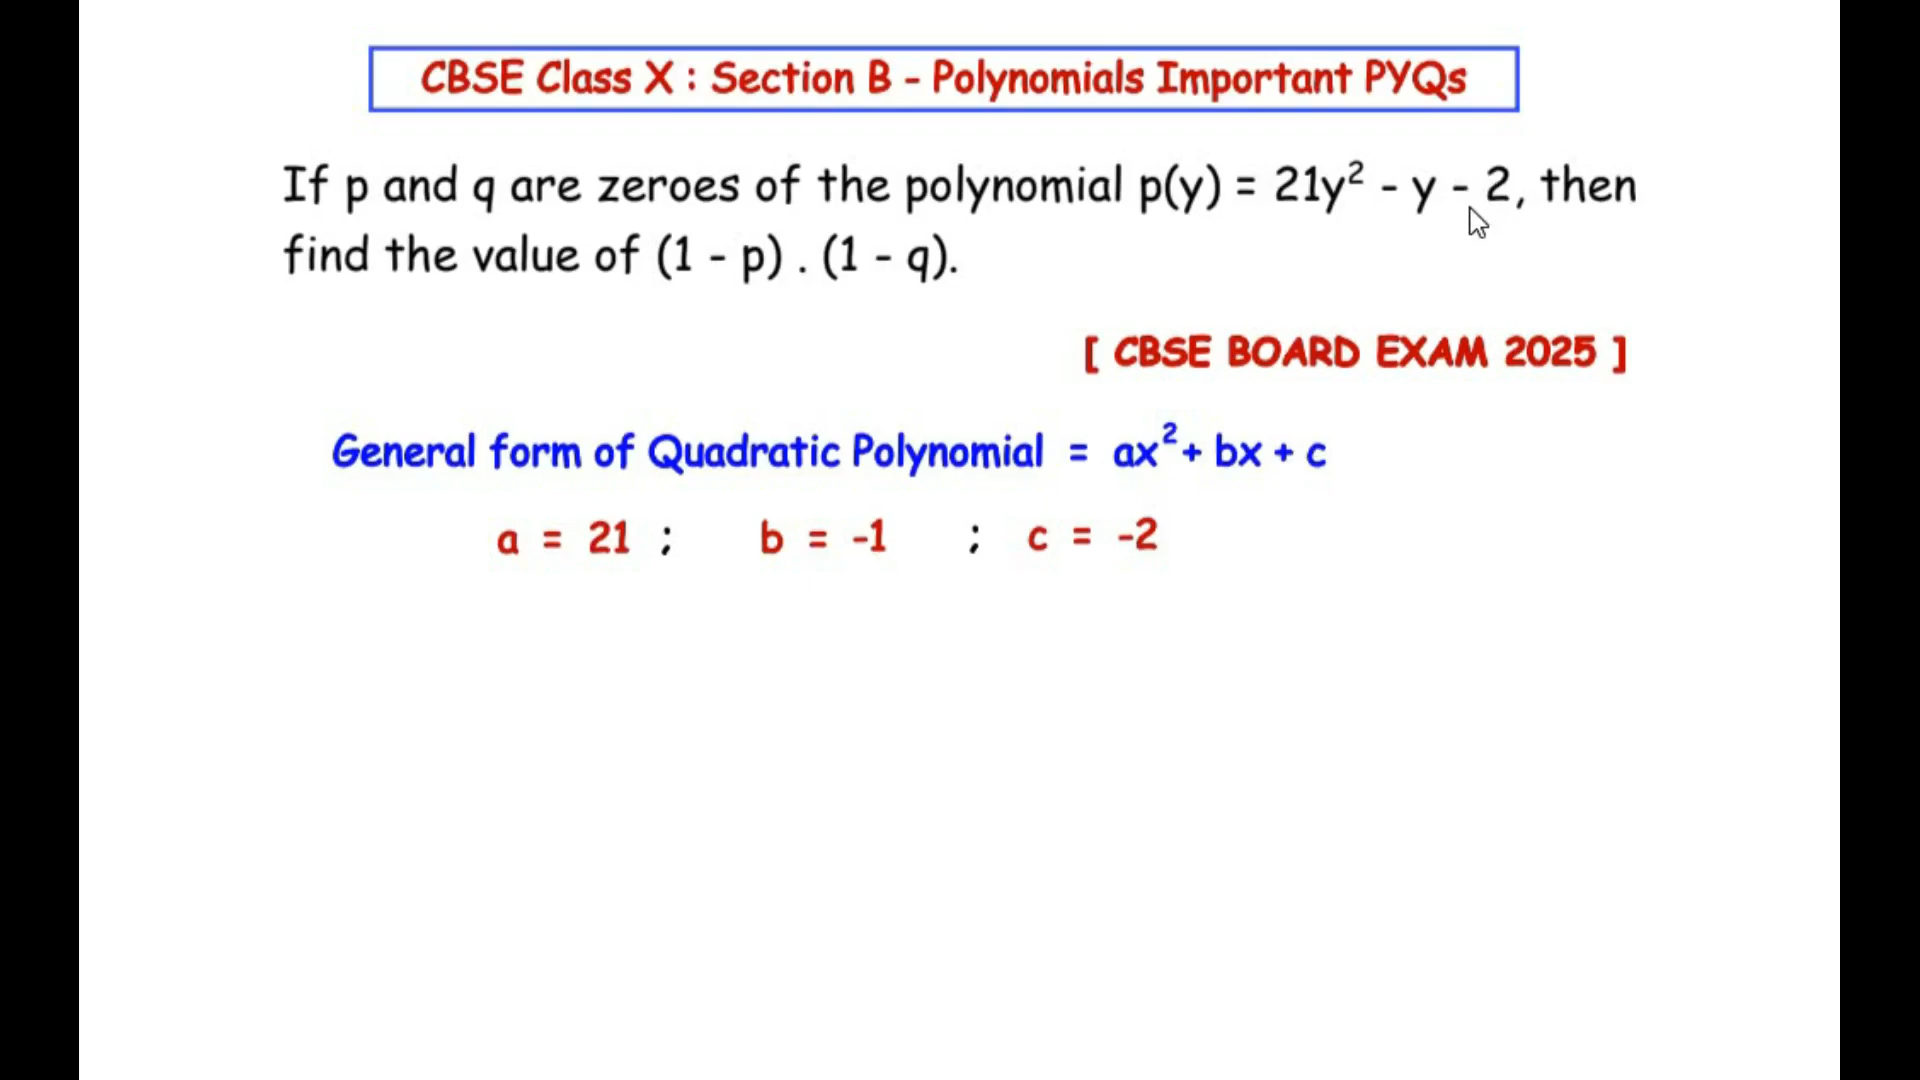 CBSE Class X : Section B - Polynomials Important PYQs
If p and q are zeroes of the polynomial p(y) = 21y² - y - 2, then
find the value of (1 - p) . (1 - q).
[ CBSE BOARD EXAM 2025 ]
General form of Quadratic Polynomial = ax² + bx + c
a = 21 ; b = -1 ; c = -2